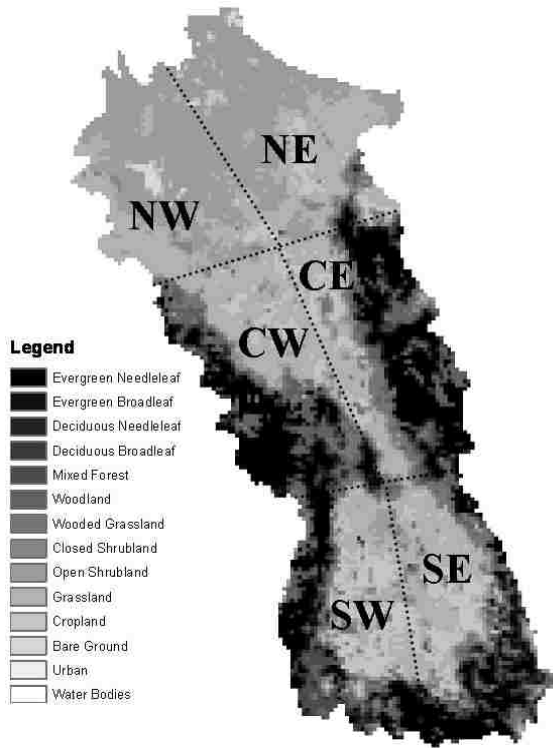 NE
NW
CE
CW
SE
SW
Legend
Evergreen Needleleaf
Evergreen Broadleaf
Deciduous Needleleaf
Deciduous Broadleaf
Mixed Forest
Woodland
Wooded Grassland
Closed Shrubland
Open Shrubland
Grassland
Cropland
Bare Ground
Urban
Water Bodies